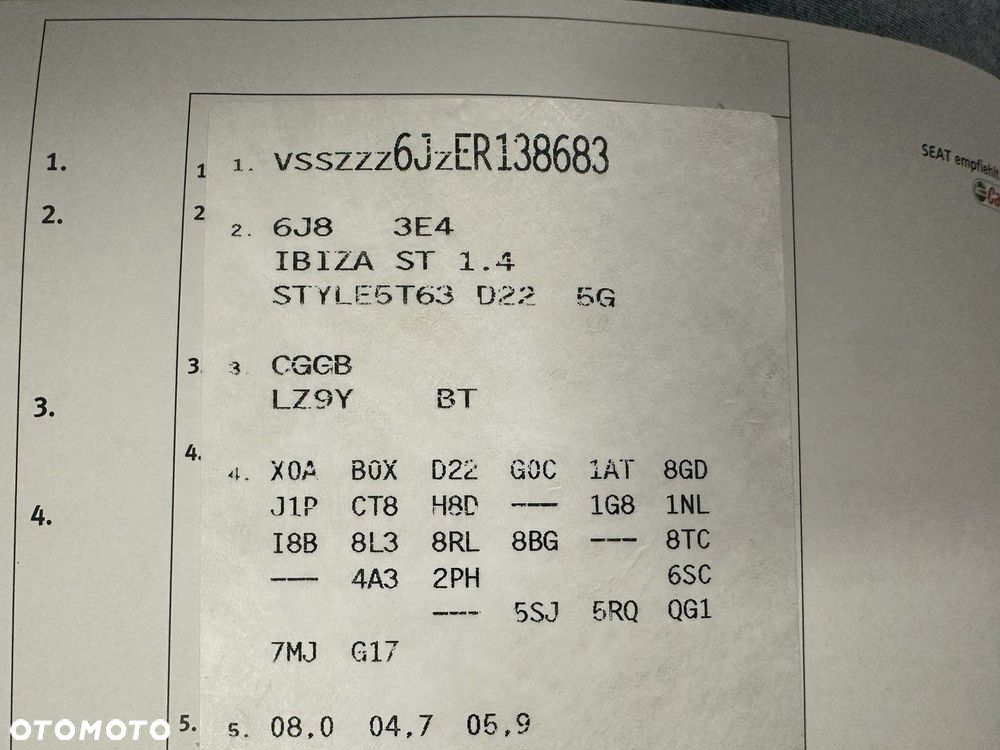 1. 1 1. VSSZZZ6JZER138683
SEAT empfiehlt
2. 2 2. 6J8 3E4
IBIZA ST 1.4
STYLE5T63 D22 5G
3 3 CGGB
3. LZ9Y BT
4. 4. X0A B0X D22 G0C 1AT 8GD
4. J1P CT8 H8D --- 1G8 1NL
I8B 8L3 8RL 8BG --- 8TC
--- 4A3 2PH 6SC
--- 5SJ 5RQ QG1
7MJ G17
5. 5. 08,0 04,7 05,9
OTOMOTO